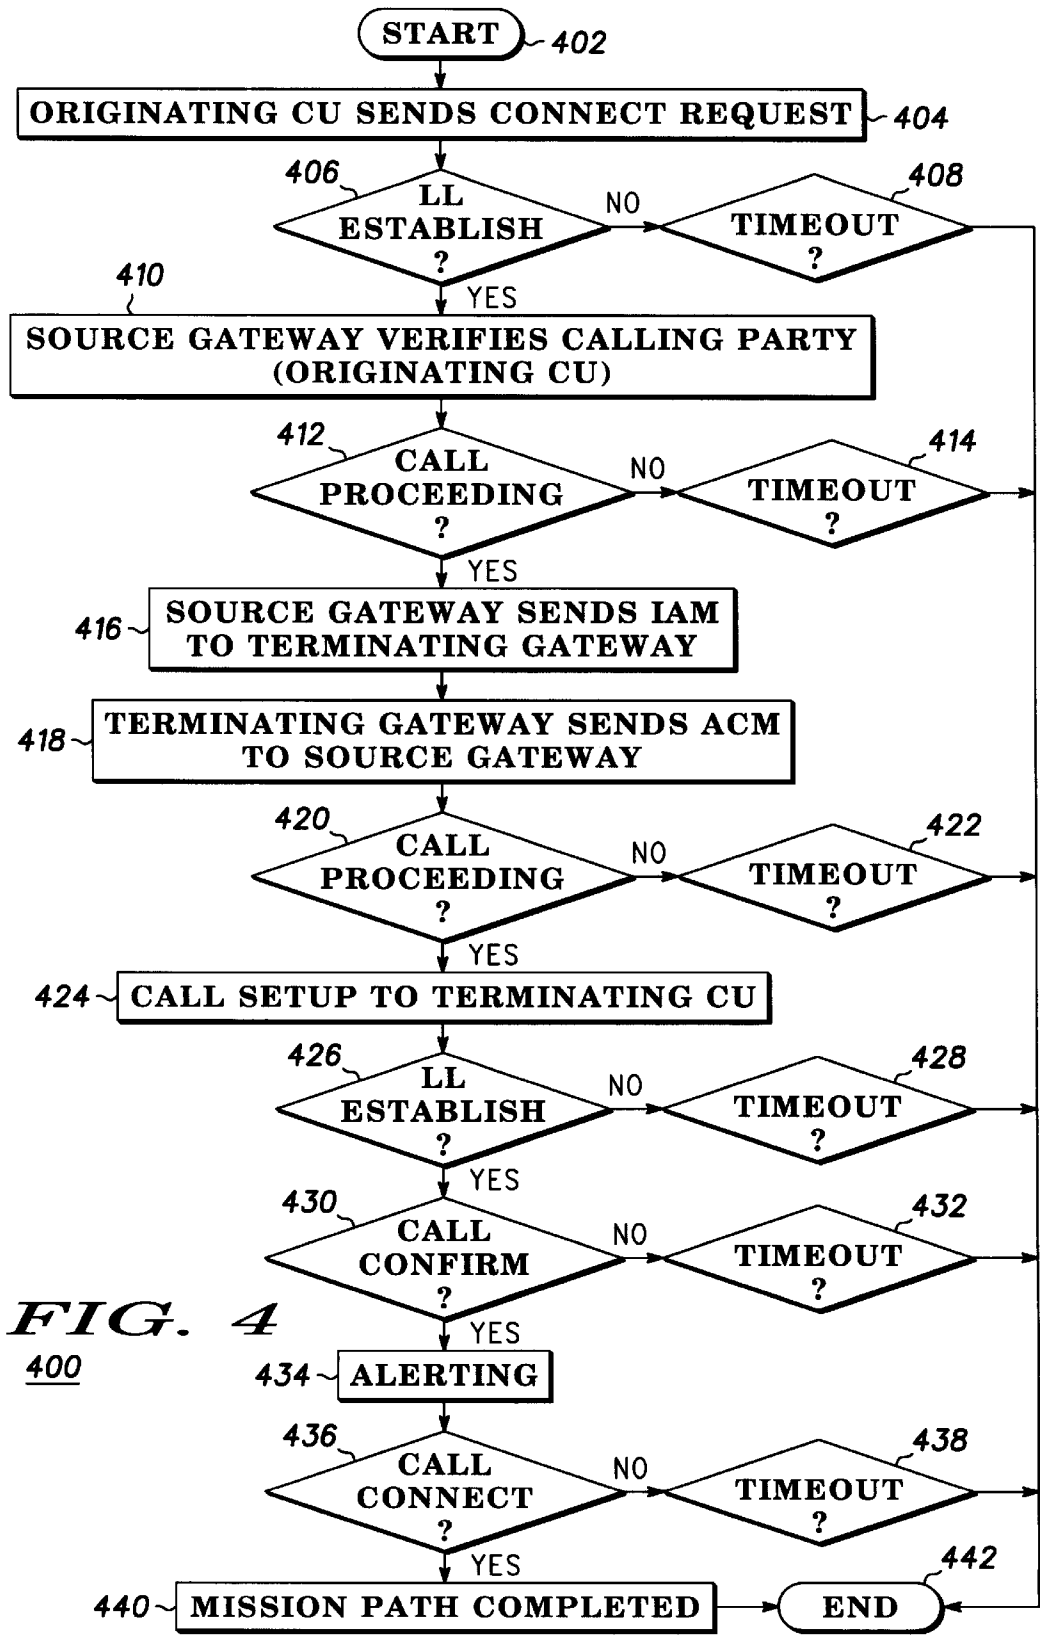 START
402
ORIGINATING CU SENDS CONNECT REQUEST
404
406
LL
ESTABLISH
?
NO
408
TIMEOUT
?
YES
410
SOURCE GATEWAY VERIFIES CALLING PARTY
(ORIGINATING CU)
412
CALL
PROCEEDING
?
NO
414
TIMEOUT
?
YES
416
SOURCE GATEWAY SENDS IAM
TO TERMINATING GATEWAY
418
TERMINATING GATEWAY SENDS ACM
TO SOURCE GATEWAY
420
CALL
PROCEEDING
?
NO
422
TIMEOUT
?
YES
424
CALL SETUP TO TERMINATING CU
426
LL
ESTABLISH
?
NO
428
TIMEOUT
?
YES
430
CALL
CONFIRM
?
NO
432
TIMEOUT
?
YES
FIG. 4
400
434
ALERTING
436
CALL
CONNECT
?
NO
438
TIMEOUT
?
YES
440
MISSION PATH COMPLETED
442
END